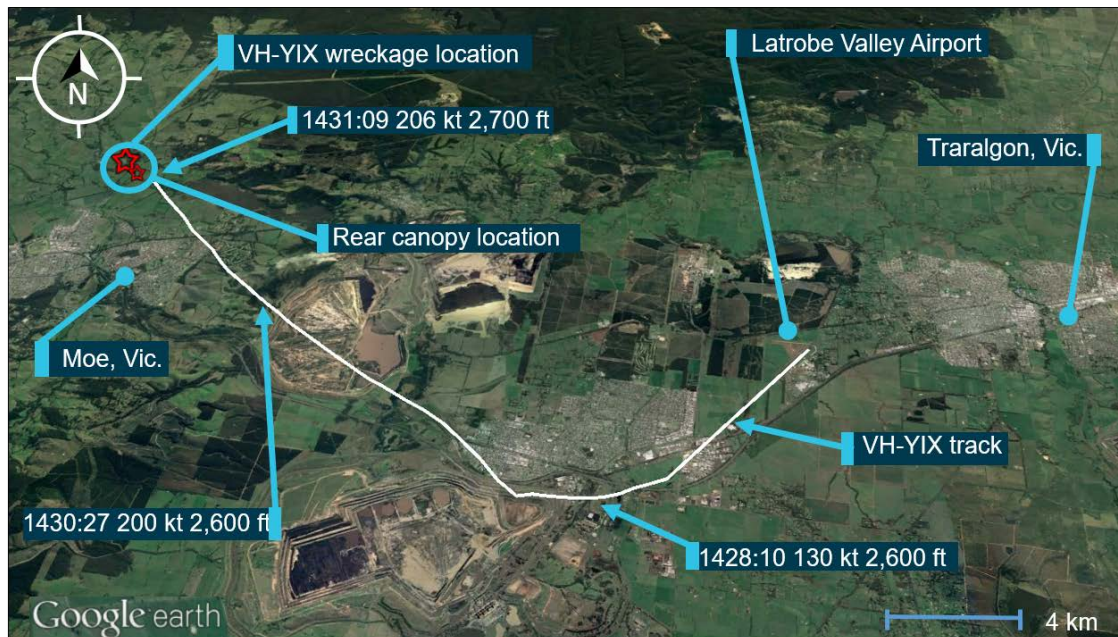 VH-YIX wreckage location
Latrobe Valley Airport
N
1431:09 206 kt 2,700 ft
Traralgon, Vic.
Rear canopy location
Moe, Vic.
VH-YIX track
1430:27 200 kt 2,600 ft
1428:10 130 kt 2,600 ft
Google earth
4 km